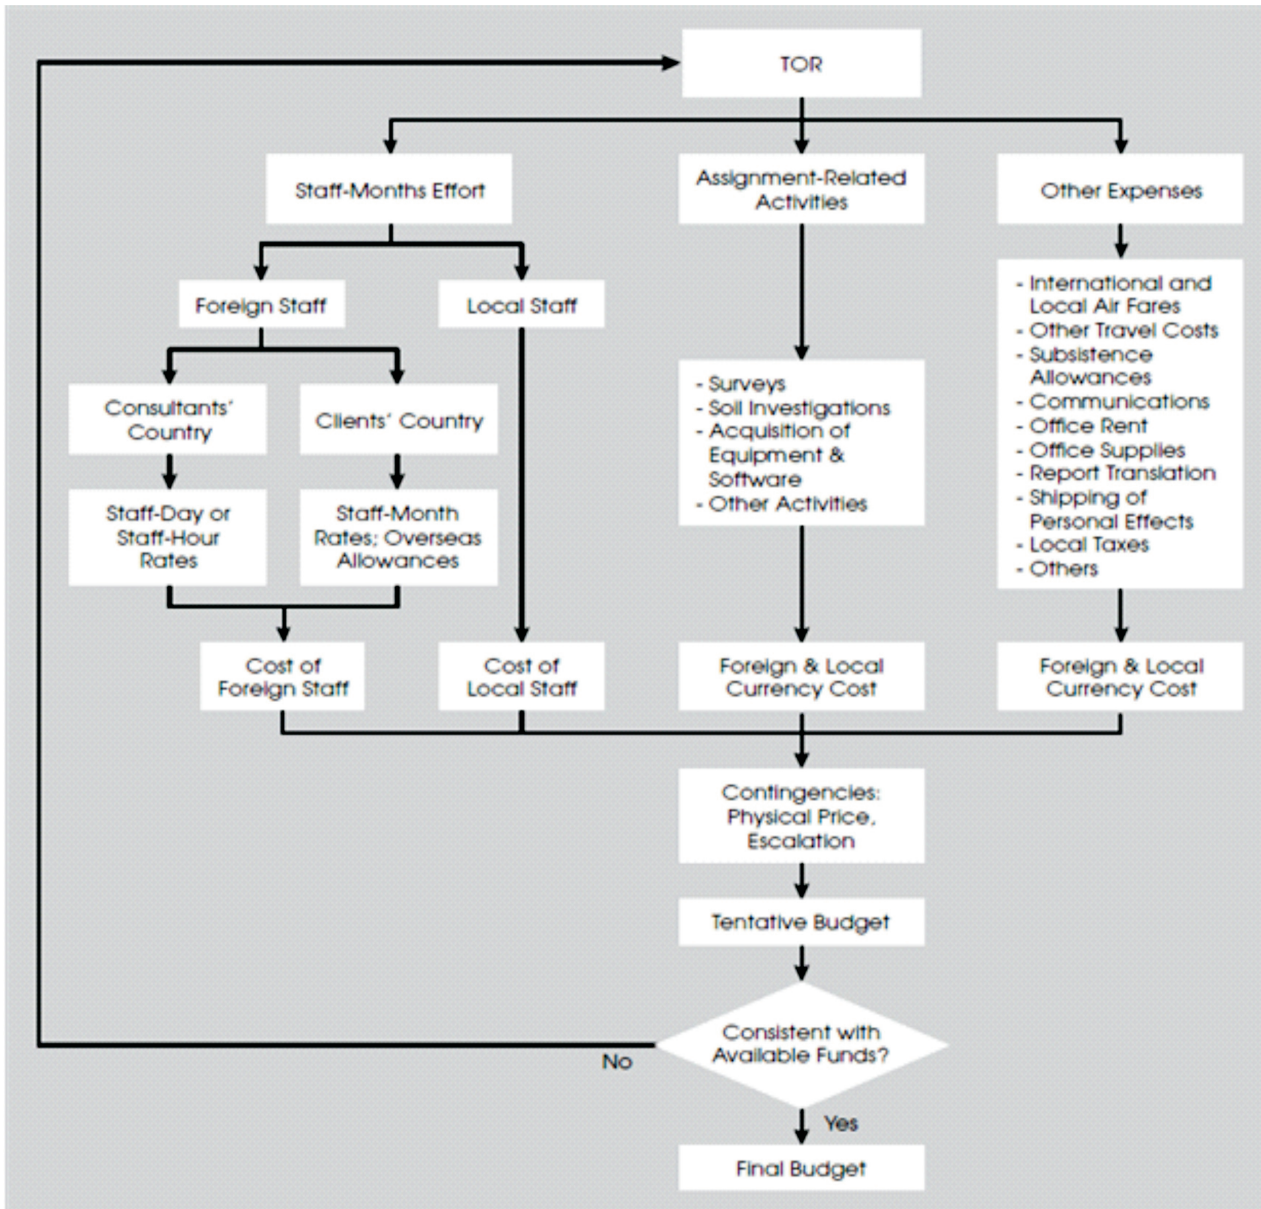 TOR
Staff-Months Effort
Assignment-Related
Activities
Other Expenses
Foreign Staff
Local Staff
Consultants'
Country
Clients' Country
Staff-Day or
Staff-Hour
Rates
Staff-Month
Rates; Overseas
Allowances
- Surveys
- Soil Investigations
- Acquisition of
Equipment &
Software
- Other Activities
- International and
Local Air Fares
- Other Travel Costs
- Subsistence
Allowances
- Communications
- Office Rent
- Office Supplies
- Report Translation
- Shipping of
Personal Effects
- Local Taxes
- Others
Cost of
Foreign Staff
Cost of
Local Staff
Foreign & Local
Currency Cost
Foreign & Local
Currency Cost
Contingencies:
Physical Price,
Escalation
Tentative Budget
Consistent with
Available Funds?
No
Yes
Final Budget